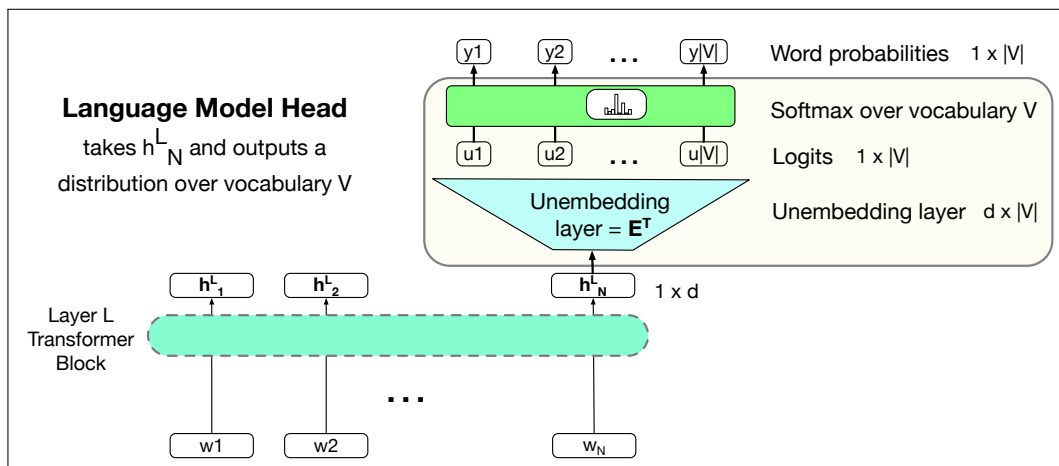 y1 y2 ... y|V| Word probabilities 1 x |V|
Language Model Head
takes h^L_N and outputs a
distribution over vocabulary V
Softmax over vocabulary V
u1 u2 ... u|V| Logits 1 x |V|
Unembedding
layer = E^T
Unembedding layer d x |V|
h^L_1 h^L_2 h^L_N 1 x d
Layer L
Transformer
Block
...
w1 w2 w_N